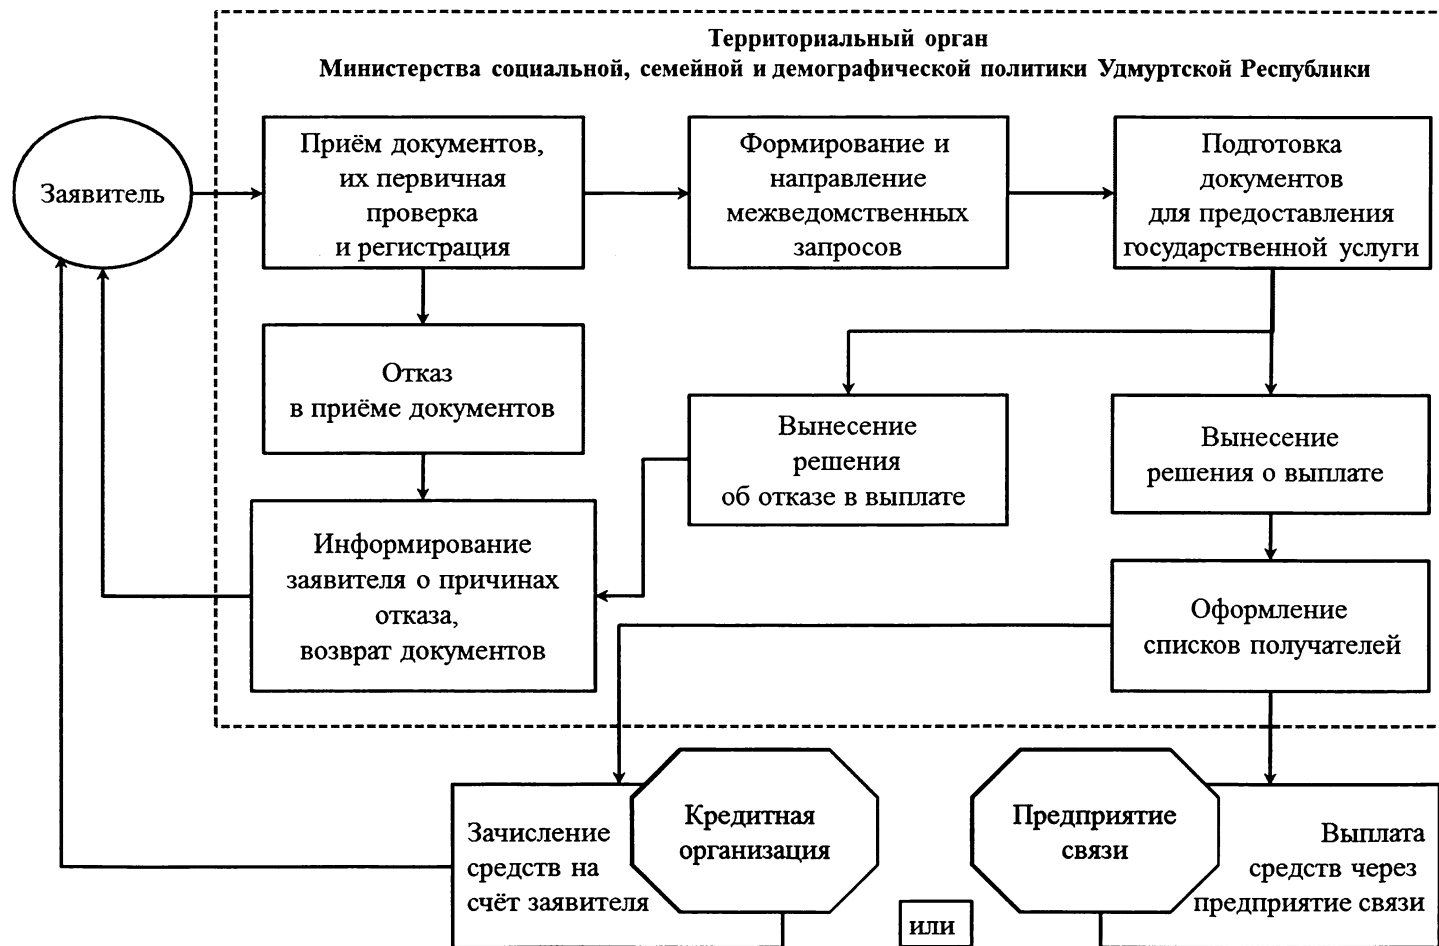 Территориальный орган
Министерства социальной, семейной и демографической политики Удмуртской Республики
Заявитель
Приём документов,
их первичная
проверка
и регистрация
Формирование и
направление
межведомственных
запросов
Подготовка
документов
для предоставления
государственной услуги
Отказ
в приёме документов
Вынесение
решения
об отказе в выплате
Вынесение
решения о выплате
Информирование
заявителя о причинах
отказа,
возврат документов
Оформление
списков получателей
Зачисление
средств на
счёт заявителя
Кредитная
организация
или
Предприятие
связи
Выплата
средств через
предприятие связи